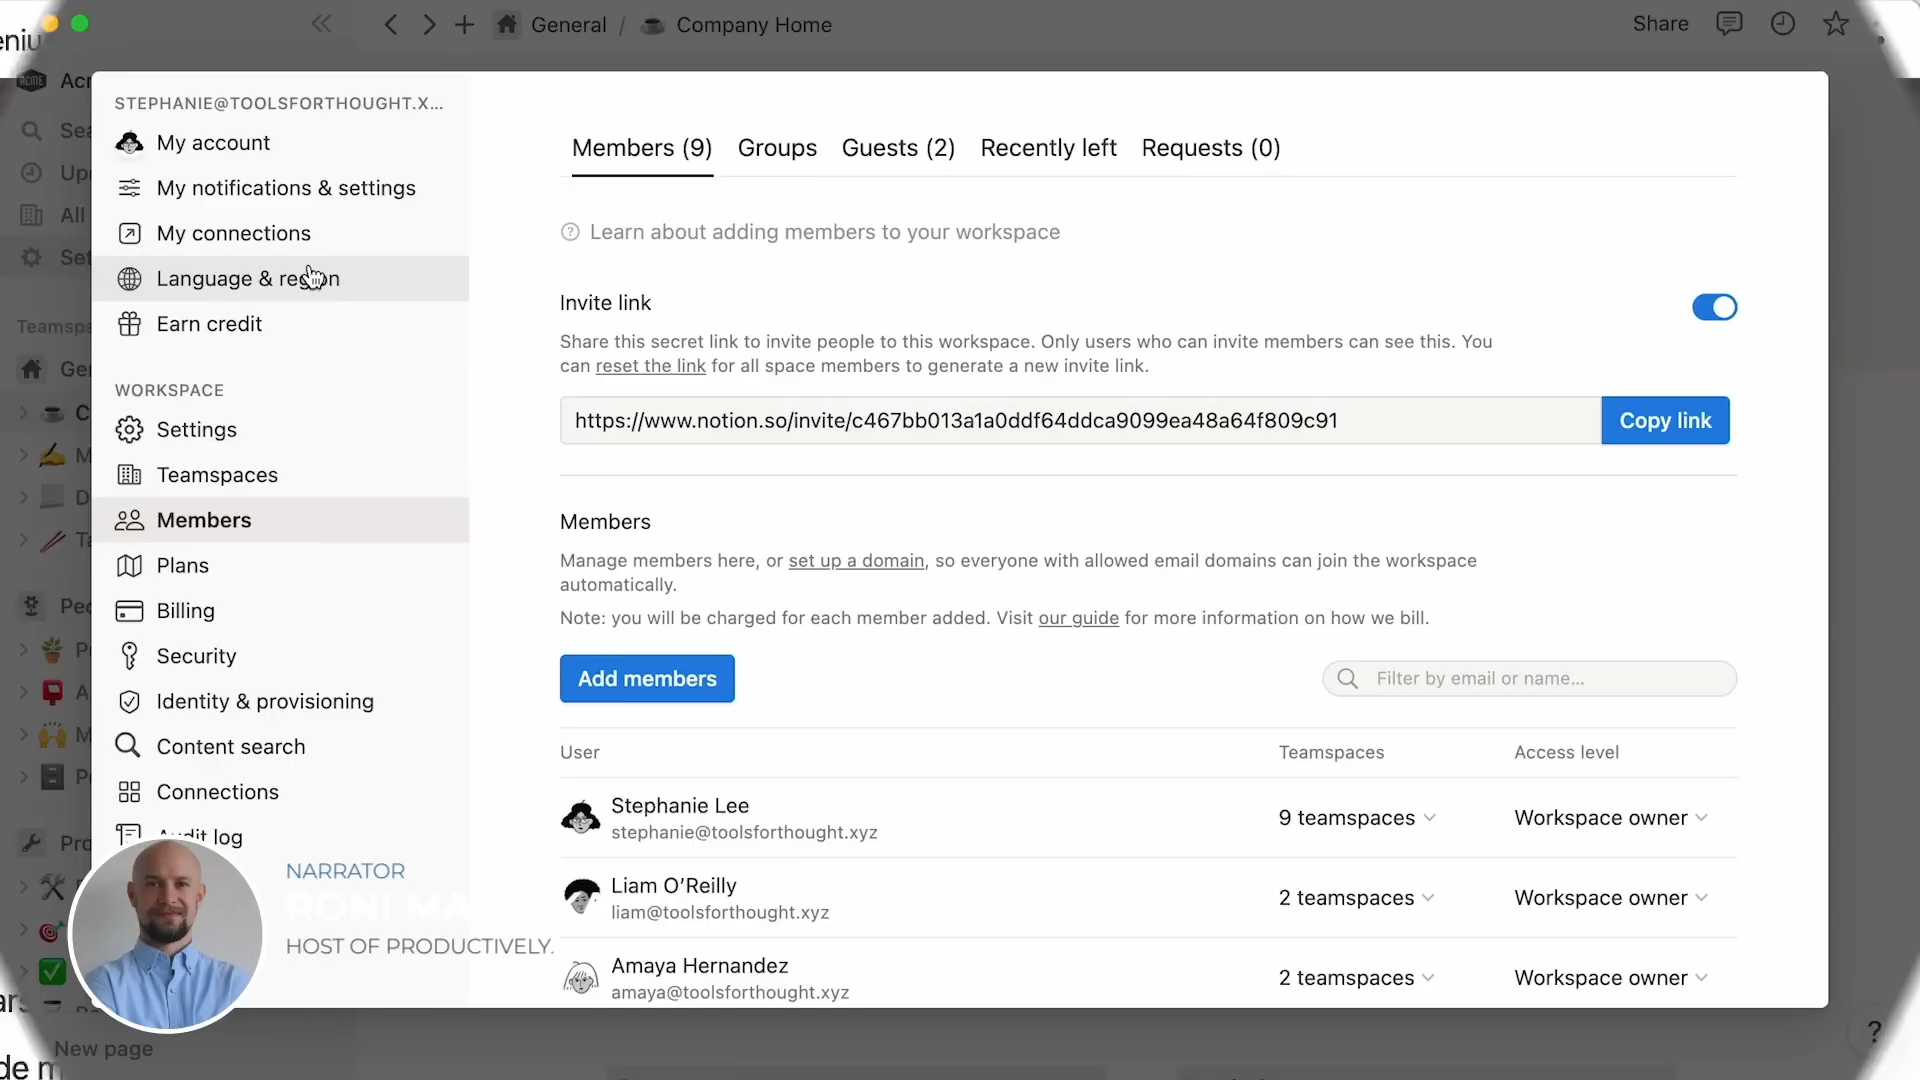 General / Company Home
Share
STEPHANIE@TOOLSFORTHOUGHT.X...
My account
My notifications & settings
My connections
Language & region
Earn credit
WORKSPACE
Settings
Teamspaces
Members
Plans
Billing
Security
Identity & provisioning
Content search
Connections
Audit log
Members (9)
Groups
Guests (2)
Recently left
Requests (0)
Learn about adding members to your workspace
Invite link
Share this secret link to invite people to this workspace. Only users who can invite members can see this. You
can reset the link for all space members to generate a new invite link.
https://www.notion.so/invite/c467bb013a1a0ddf64ddca9099ea48a64f809c91
Copy link
Members
Manage members here, or set up a domain, so everyone with allowed email domains can join the workspace
automatically.
Note: you will be charged for each member added. Visit our guide for more information on how we bill.
Add members
Filter by email or name...
User
Teamspaces
Access level
Stephanie Lee
stephanie@toolsforthought.xyz
9 teamspaces
Workspace owner
Liam O'Reilly
liam@toolsforthought.xyz
2 teamspaces
Workspace owner
Amaya Hernandez
amaya@toolsforthought.xyz
2 teamspaces
Workspace owner
NARRATOR
RONI MA
HOST OF PRODUCTIVELY.
New page
?